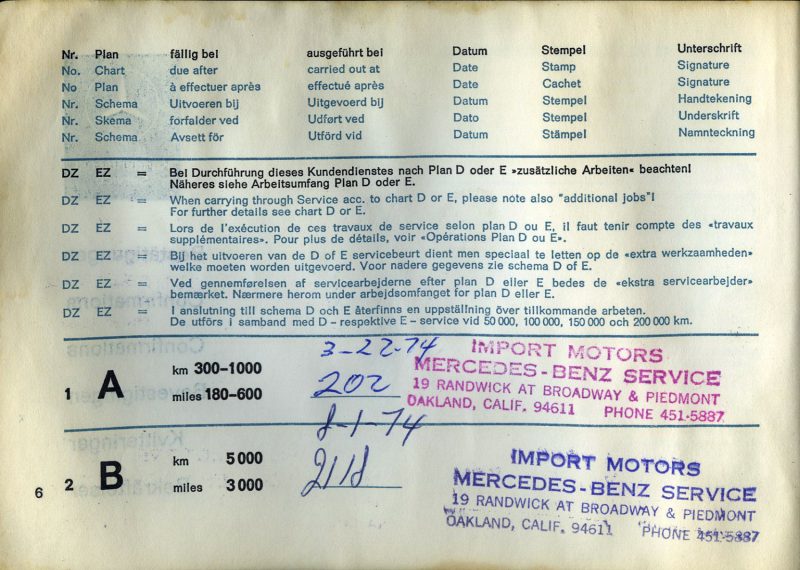 Nr. Plan fällig bei ausgeführt bei Datum Stempel Unterschrift
No. Chart due after carried out at Date Stamp Signature
No Plan à effectuer après effectué après Date Cachet Signature
Nr. Schema Uitvoeren bij Uitgevoerd bij Datum Stempel Handtekening
Nr. Skema forfalder ved Udført ved Dato Stempel Underskrift
Nr. Schema Avsett för Utförd vid Datum Stämpel Namnteckning
DZ EZ = Bei Durchführung dieses Kundendienstes nach Plan D oder E »zusätzliche Arbeiten« beachten!
Näheres siehe Arbeitsumfang Plan D oder E.
DZ EZ = When carrying through Service acc. to chart D or E, please note also "additional jobs"!
For further details see chart D or E.
DZ EZ = Lors de l'exécution de ces travaux de service selon plan D ou E, il faut tenir compte des «travaux
supplémentaires». Pour plus de détails, voir «Opérations Plan D ou E».
DZ EZ = Bij het uitvoeren van de D of E servicebeurt dient men speciaal te letten op de «extra werkzaamheden»
welke moeten worden uitgevoerd. Voor nadere gegevens zie schema D of E.
DZ EZ = Ved gennemførelsen af servicearbejderne efter plan D eller E bedes de «ekstra servicearbejder»
bemærket. Nærmere herom under arbejdsomfanget for plan D eller E.
DZ EZ = I anslutning till schema D och E återfinns en uppställning över tillkommande arbeten.
De utförs i samband med D - respektive E - service vid 50 000, 100 000, 150 000 och 200 000 km.
3-22-74
1 A km 300-1000
miles 180-600 202
IMPORT MOTORS
MERCEDES-BENZ SERVICE
19 RANDWICK AT BROADWAY & PIEDMONT
OAKLAND, CALIF. 94611 PHONE 451-5887
8-1-74
2 B km 5 000
miles 3 000 2118
IMPORT MOTORS
MERCEDES-BENZ SERVICE
19 RANDWICK AT BROADWAY & PIEDMONT
OAKLAND, CALIF. 94611 PHONE 451-5887
6